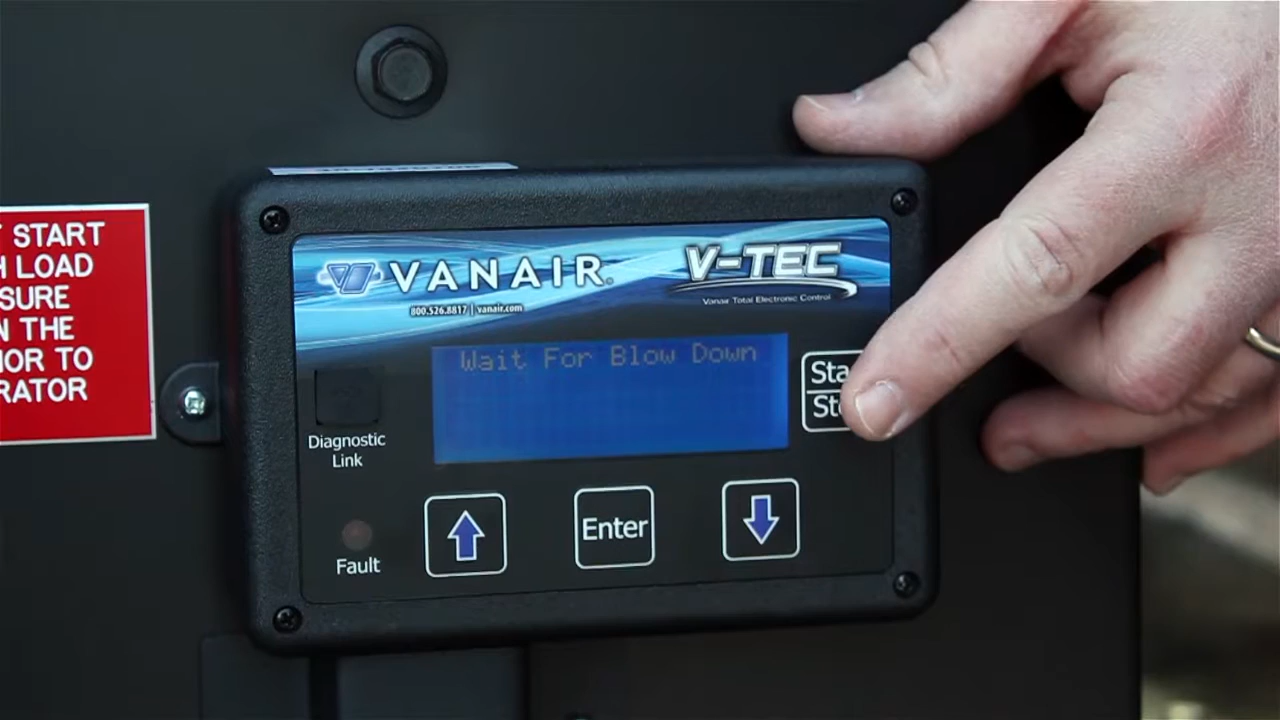 T START
H LOAD
SURE
N THE
IOR TO
RATOR
VANAIR®
800.526.8817 | vanair.com
V-TEC
Vanair Total Electronic Control
Wait For Blow Down
Sta
Sto
Diagnostic
Link
Fault
Enter